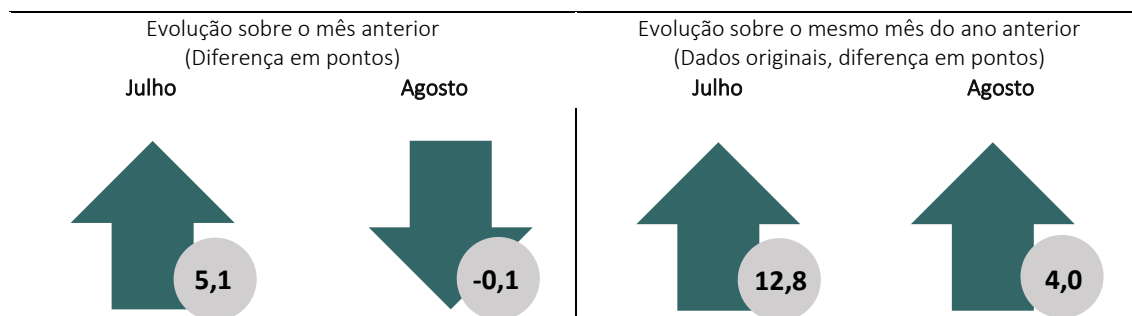 Evolução sobre o mês anterior
(Diferença em pontos)
Julho Agosto
5,1 -0,1
Evolução sobre o mesmo mês do ano anterior
(Dados originais, diferença em pontos)
Julho Agosto
12,8 4,0